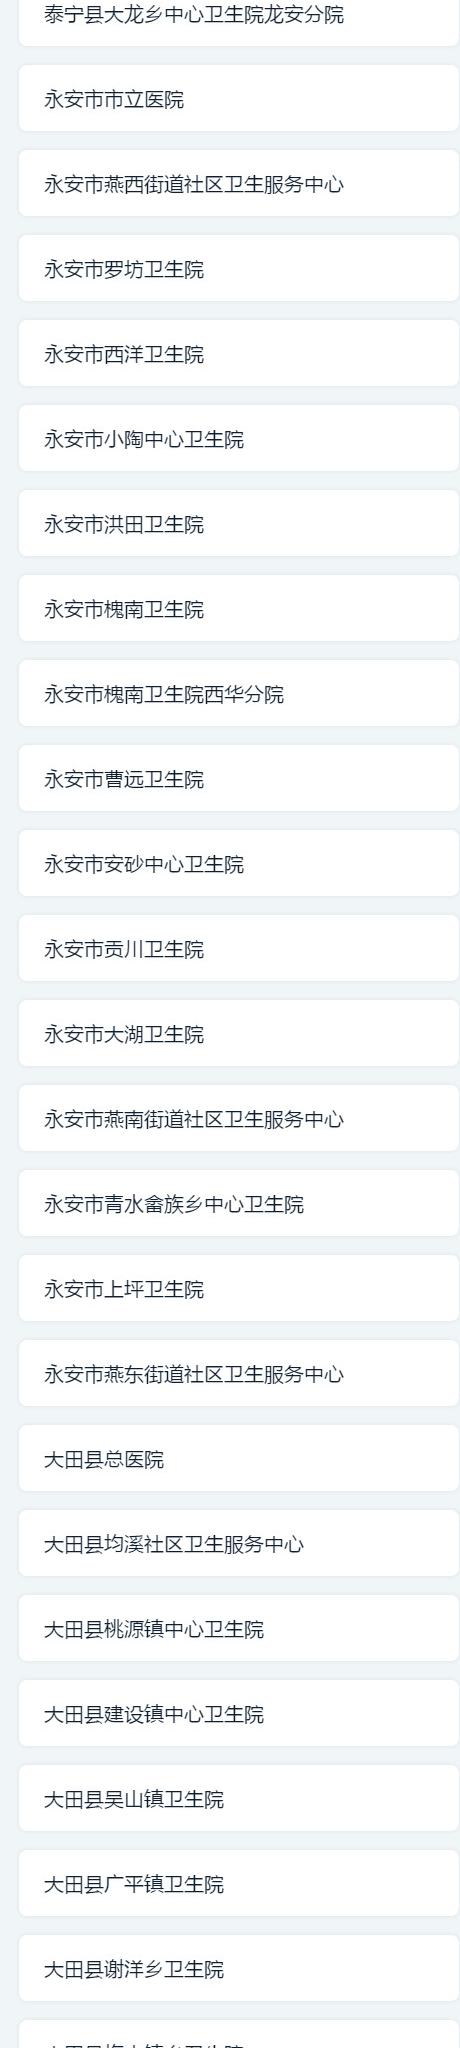 泰宁县大龙乡中心卫生院龙安分院
永安市市立医院
永安市燕西街道社区卫生服务中心
永安市罗坊卫生院
永安市西洋卫生院
永安市小陶中心卫生院
永安市洪田卫生院
永安市槐南卫生院
永安市槐南卫生院西华分院
永安市曹远卫生院
永安市安砂中心卫生院
永安市贡川卫生院
永安市大湖卫生院
永安市燕南街道社区卫生服务中心
永安市青水畲族乡中心卫生院
永安市上坪卫生院
永安市燕东街道社区卫生服务中心
大田县总医院
大田县均溪社区卫生服务中心
大田县桃源镇中心卫生院
大田县建设镇中心卫生院
大田县吴山镇卫生院
大田县广平镇卫生院
大田县谢洋乡卫生院